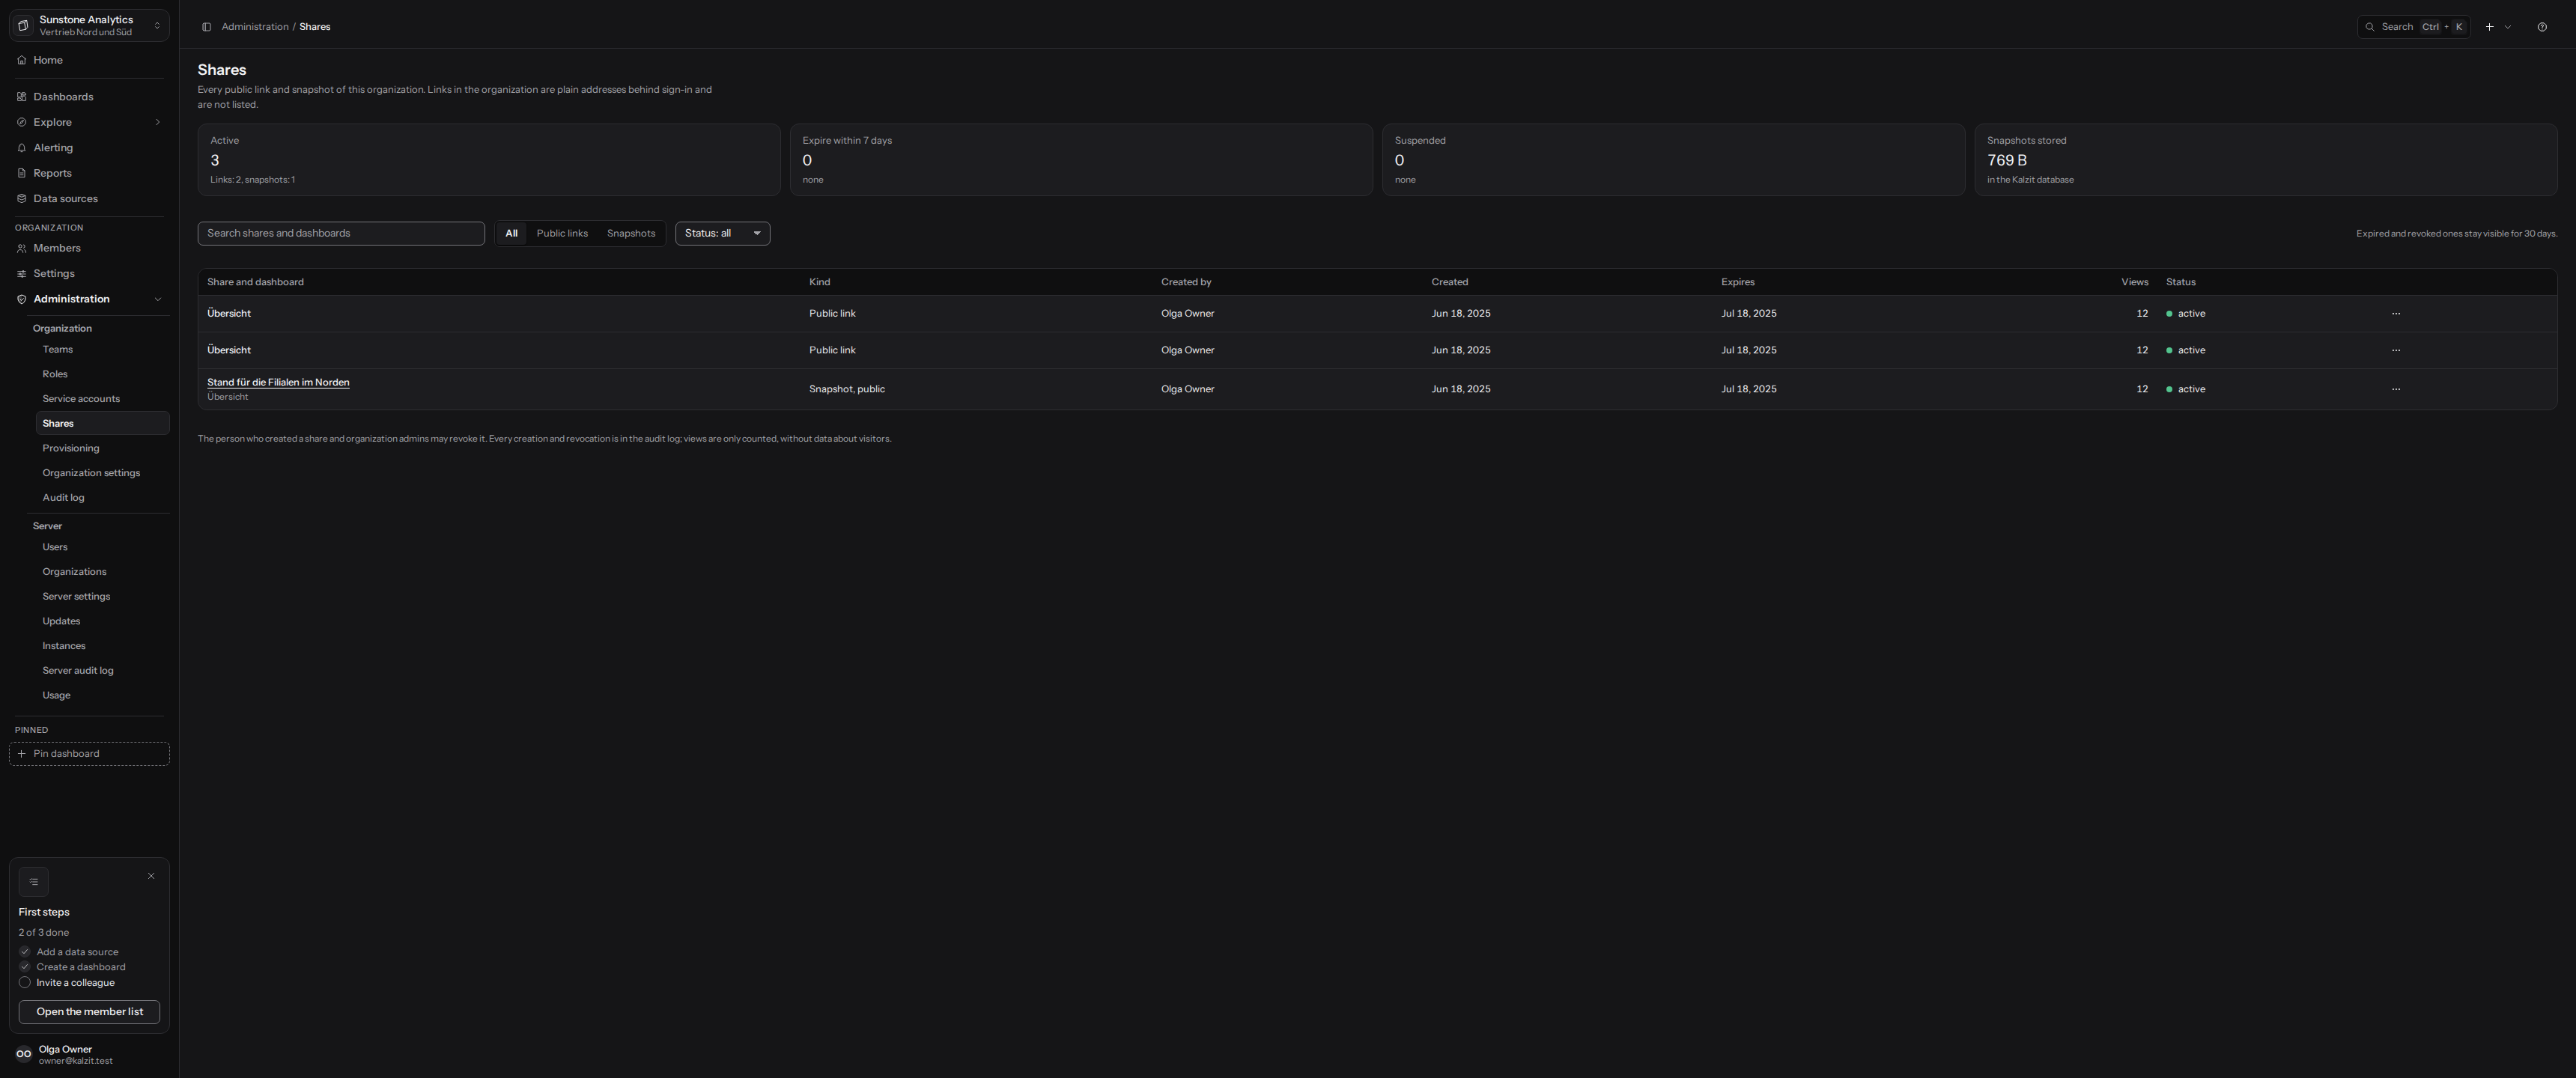 Sunstone Analytics
Vertrieb Nord und Süd
Home
Dashboards
Explore
Alerting
Reports
Data sources
ORGANIZATION
Members
Settings
Administration
Organization
Teams
Roles
Service accounts
Shares
Provisioning
Organization settings
Audit log
Server
Users
Organizations
Server settings
Updates
Instances
Server audit log
Usage
PINNED
Pin dashboard
First steps
2 of 3 done
Add a data source
Create a dashboard
Invite a colleague
Open the member list
OO Olga Owner
owner@kalzit.test
Administration / Shares
Search Ctrl + K
Shares
Every public link and snapshot of this organization. Links in the organization are plain addresses behind sign-in and
are not listed.
Active
3
Links: 2, snapshots: 1
Expire within 7 days
0
none
Suspended
0
none
Snapshots stored
769 B
in the Kalzit database
Search shares and dashboards
All Public links Snapshots
Status: all
Expired and revoked ones stay visible for 30 days.
Share and dashboard Kind Created by Created Expires Views Status
Übersicht Public link Olga Owner Jun 18, 2025 Jul 18, 2025 12 active
Übersicht Public link Olga Owner Jun 18, 2025 Jul 18, 2025 12 active
Stand für die Filialen im Norden Snapshot, public Olga Owner Jun 18, 2025 Jul 18, 2025 12 active
Übersicht
The person who created a share and organization admins may revoke it. Every creation and revocation is in the audit log; views are only counted, without data about visitors.